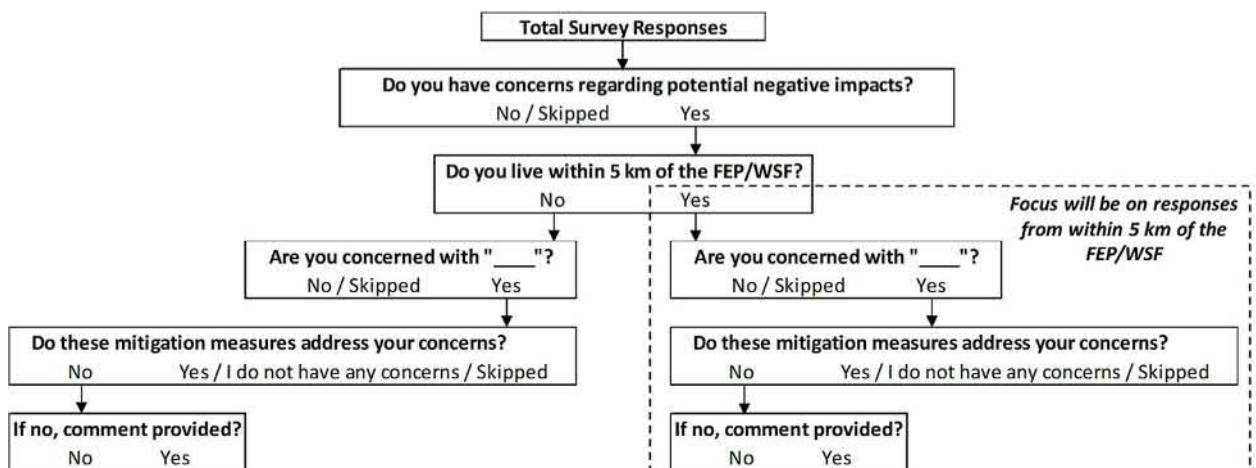 Total Survey Responses
Do you have concerns regarding potential negative impacts?
No / Skipped Yes
Do you live within 5 km of the FEP/WSF?
No Yes
Focus will be on responses
from within 5 km of the
FEP/WSF
Are you concerned with "____"?
No / Skipped Yes
Are you concerned with "____"?
No / Skipped Yes
Do these mitigation measures address your concerns?
No Yes / I do not have any concerns / Skipped
Do these mitigation measures address your concerns?
No Yes / I do not have any concerns / Skipped
If no, comment provided?
No Yes
If no, comment provided?
No Yes